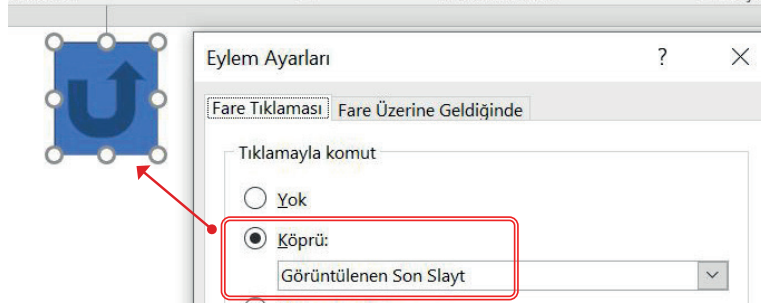 Eylem Ayarları
Fare Tıklaması Fare Üzerine Geldiğinde
Tıklamayla komut
Yok
Köprü:
Görüntülenen Son Slayt